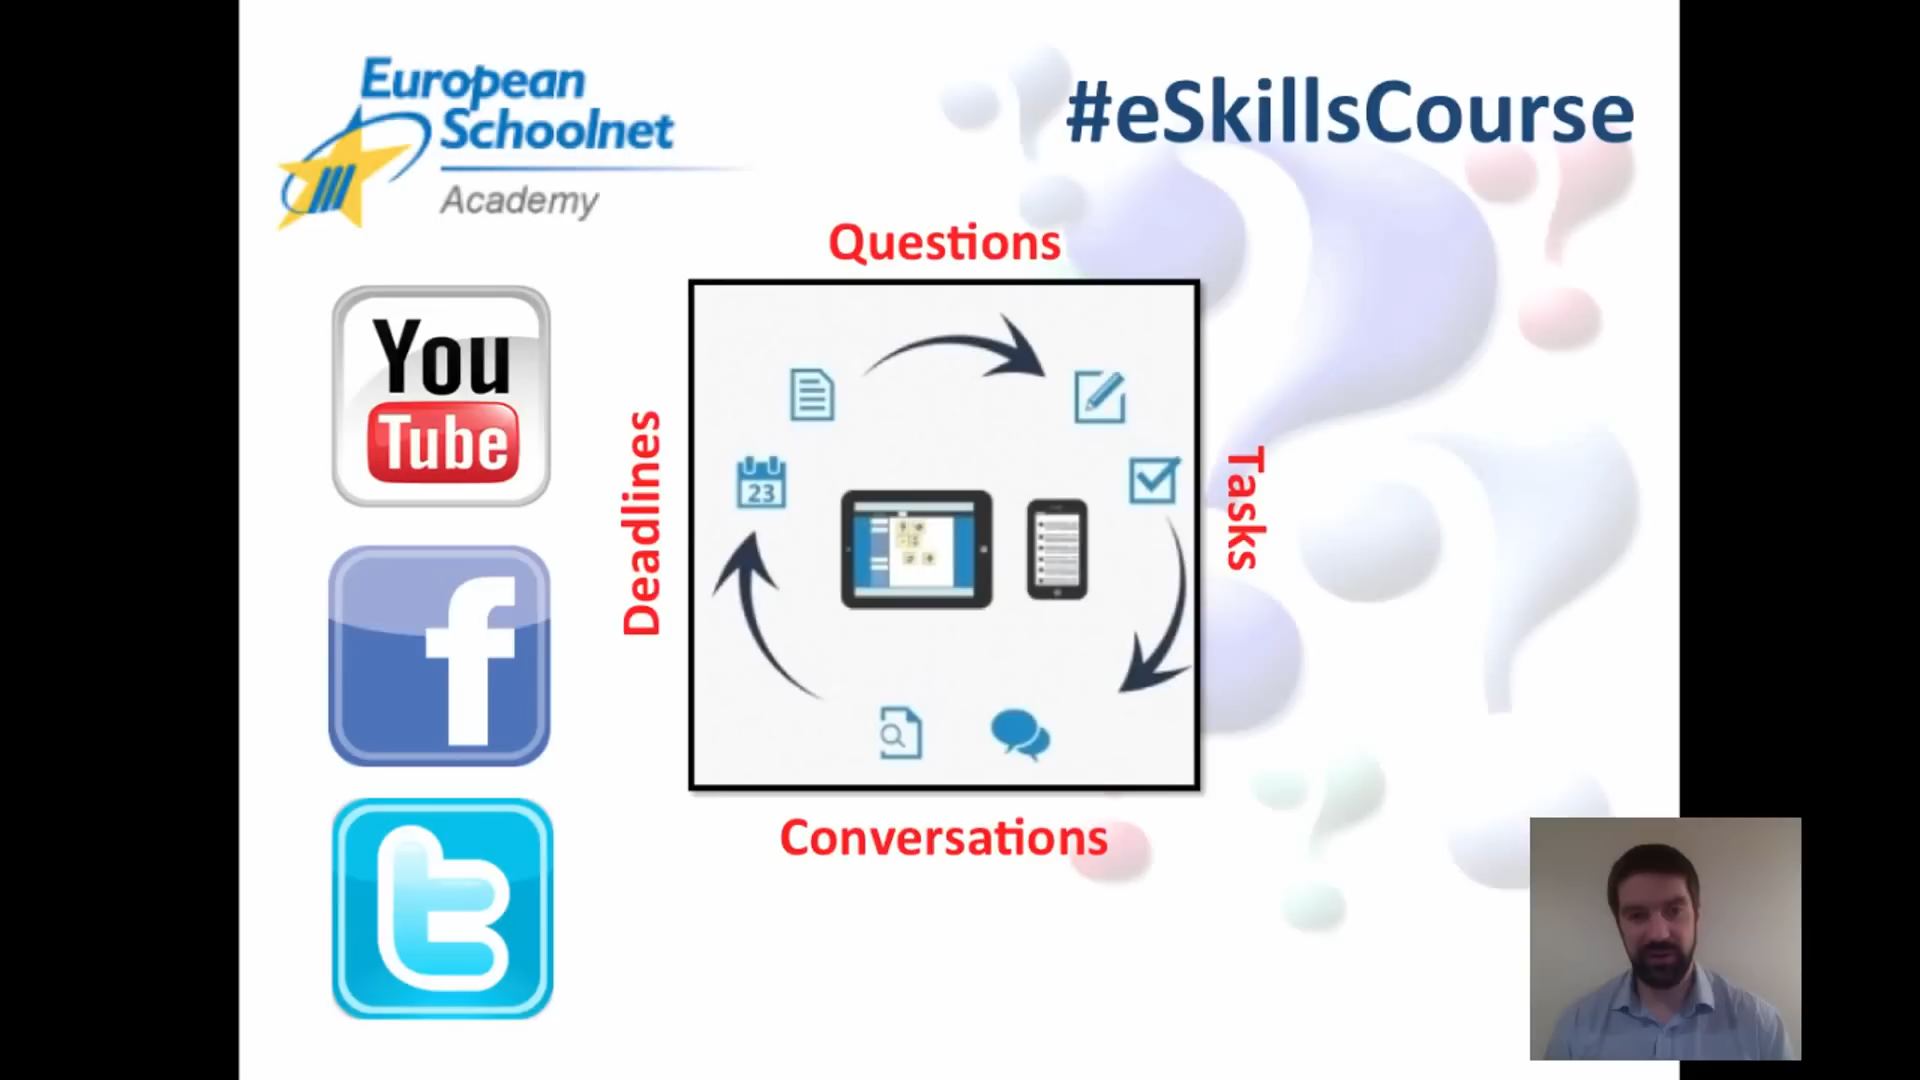 European
Schoolnet
Academy
#eSkillsCourse
Questions
You
Tube
Deadlines
23
Tasks
f
Conversations
t